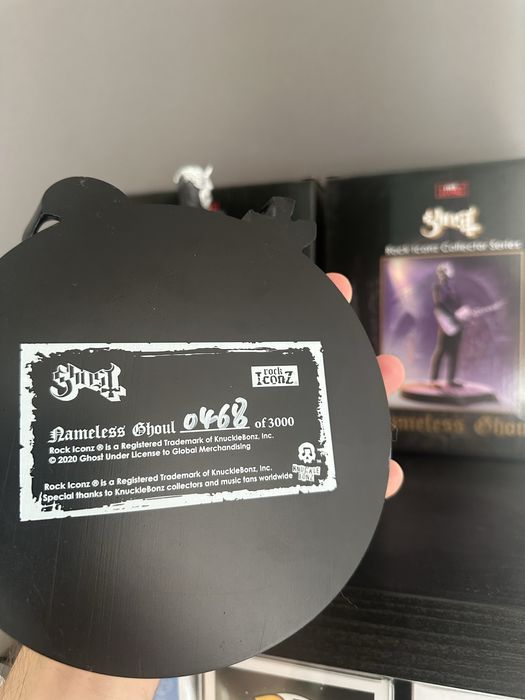 Ghost
rock
Iconz
Nameless Ghoul 0468 of 3000
Rock Iconz ® is a Registered Trademark of KnuckleBonz, Inc.
© 2020 Ghost Under License to Global Merchandising
Rock Iconz ® is a Registered Trademark of KnuckleBonz, Inc.
Special thanks to KnuckleBonz collectors and music fans worldwide
KNUCKLE
BONZ
Ghost
Rock Iconz Collector Series
Nameless Ghoul